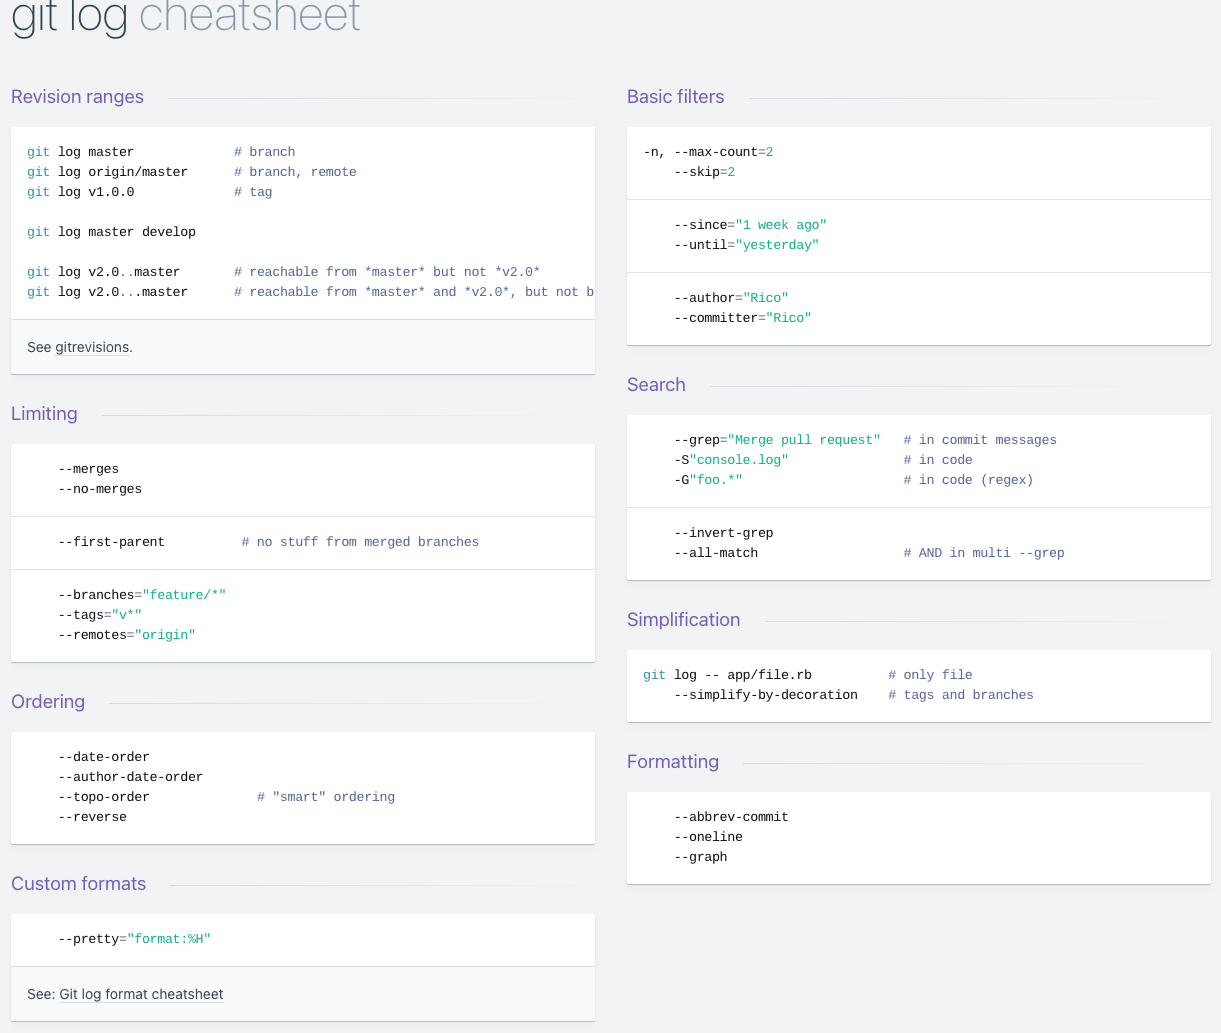 git log cheatsheet
Revision ranges
git log master # branch
git log origin/master # branch, remote
git log v1.0.0 # tag
git log master develop
git log v2.0..master # reachable from *master* but not *v2.0*
git log v2.0...master # reachable from *master* and *v2.0*, but not b
See gitrevisions.
Limiting
--merges
--no-merges
--first-parent # no stuff from merged branches
--branches="feature/*"
--tags="v*"
--remotes="origin"
Ordering
--date-order
--author-date-order
--topo-order # "smart" ordering
--reverse
Custom formats
--pretty="format:%H"
See: Git log format cheatsheet
Basic filters
-n, --max-count=2
--skip=2
--since="1 week ago"
--until="yesterday"
--author="Rico"
--committer="Rico"
Search
--grep="Merge pull request" # in commit messages
-S"console.log" # in code
-G"foo.*" # in code (regex)
--invert-grep
--all-match # AND in multi --grep
Simplification
git log -- app/file.rb # only file
--simplify-by-decoration # tags and branches
Formatting
--abbrev-commit
--oneline
--graph